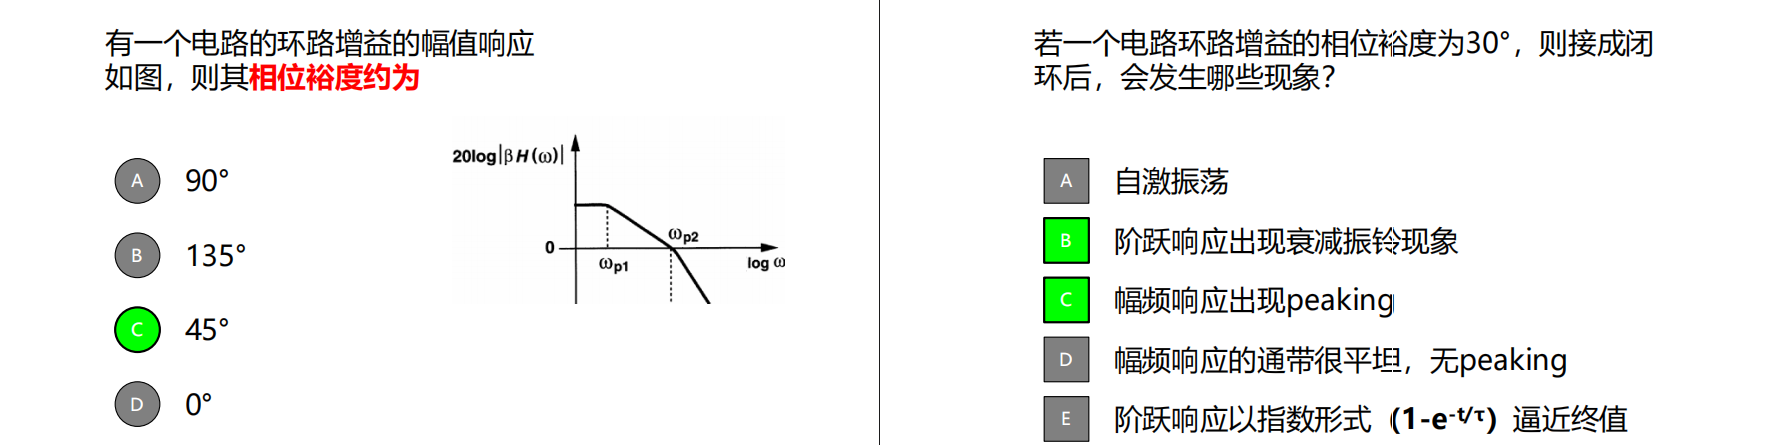 有一个电路的环路增益的幅值响应
如图，则其相位裕度约为
A 90°
B 135°
C 45°
D 0°
20log|βH(ω)|
0
ωp1
ωp2
log ω
若一个电路环路增益的相位裕度为30°，则接成闭
环后，会发生哪些现象？
A 自激振荡
B 阶跃响应出现衰减振铃现象
C 幅频响应出现peaking
D 幅频响应的通带很平坦，无peaking
E 阶跃响应以指数形式（1-e-t/τ）逼近终值